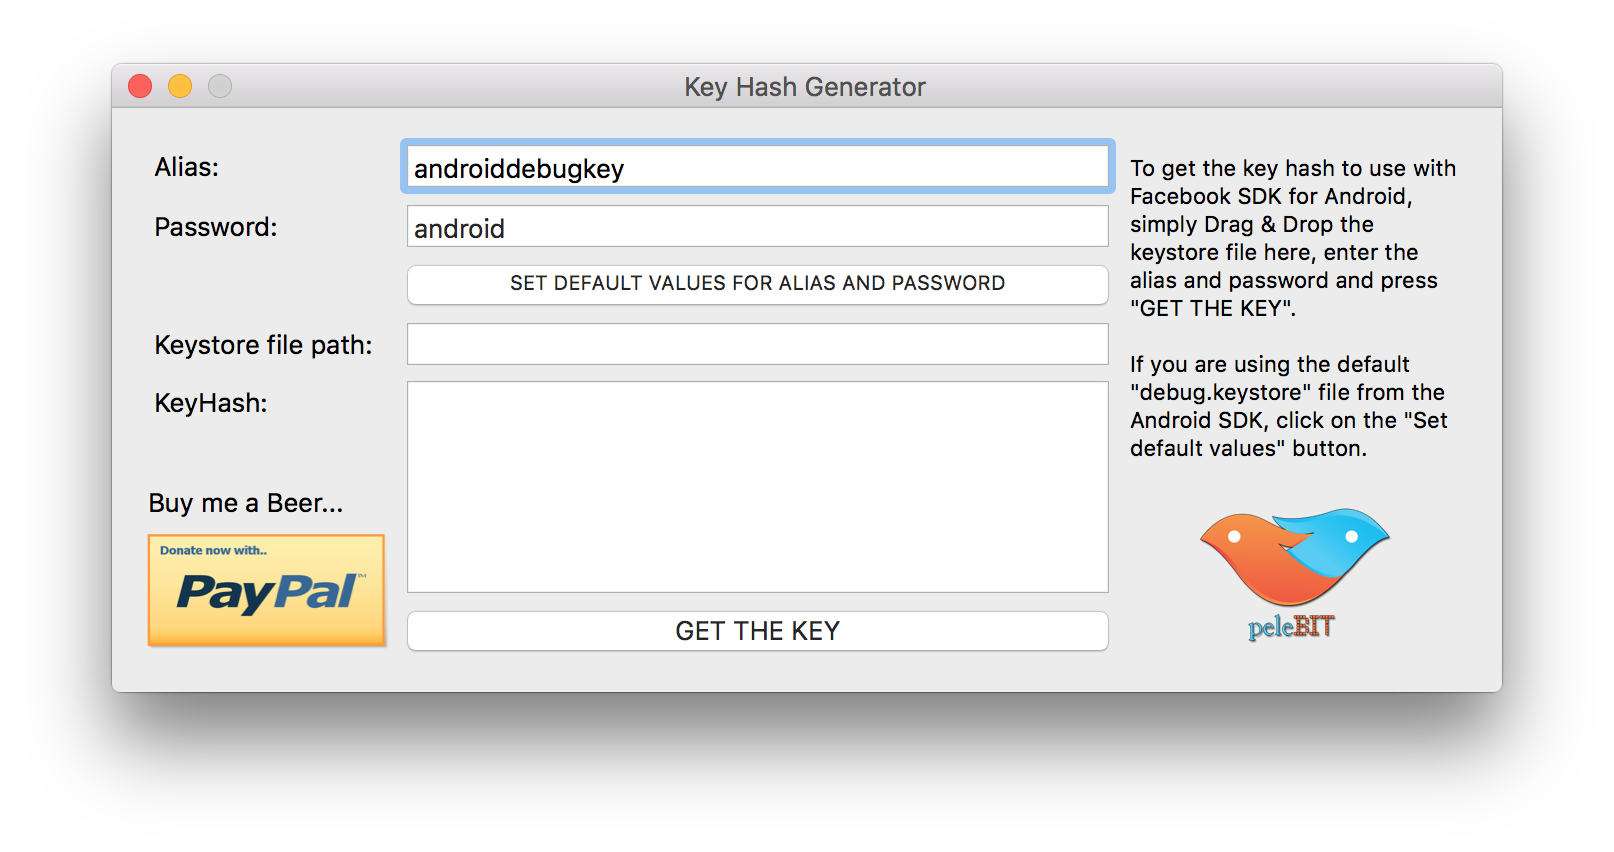 Key Hash Generator
Alias:
androiddebugkey
Password:
android
SET DEFAULT VALUES FOR ALIAS AND PASSWORD
Keystore file path:
KeyHash:
Buy me a Beer...
Donate now with..
PayPal™
GET THE KEY
To get the key hash to use with
Facebook SDK for Android,
simply Drag & Drop the
keystore file here, enter the
alias and password and press
"GET THE KEY".
If you are using the default
"debug.keystore" file from the
Android SDK, click on the "Set
default values" button.
peleBIT